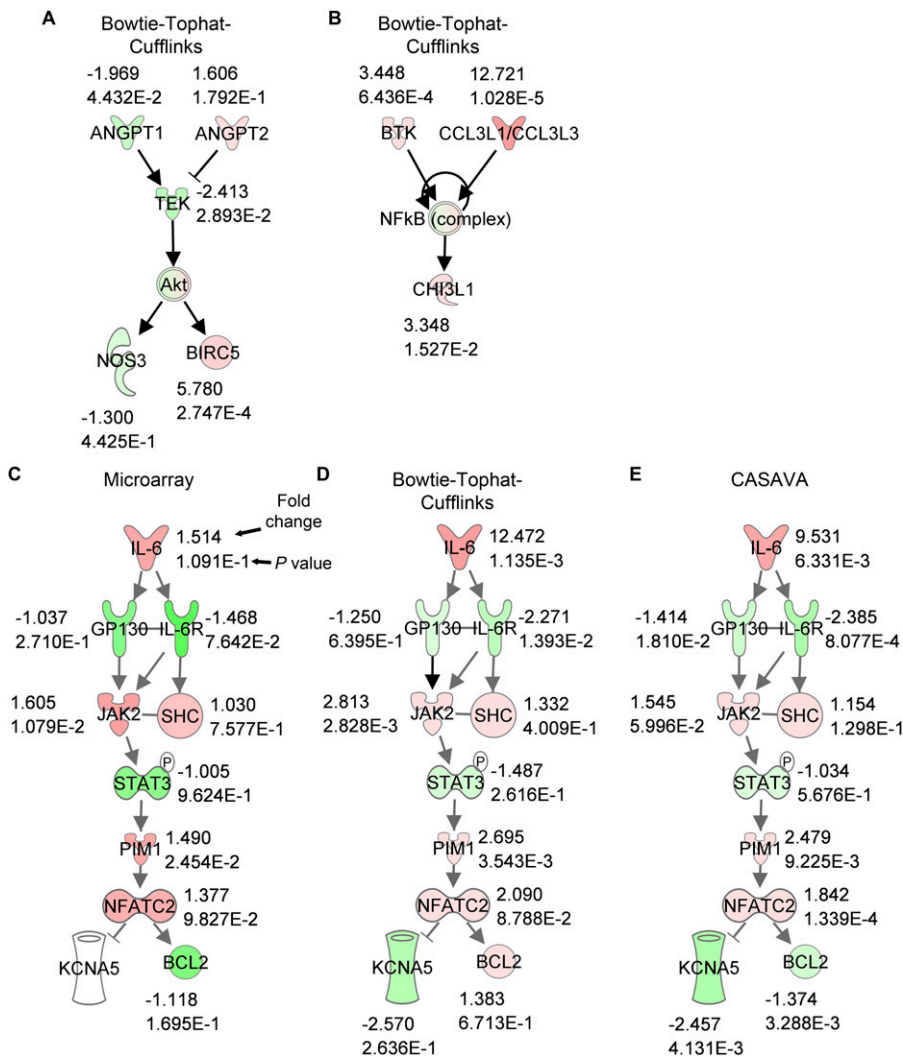 A
Bowtie-Tophat-
Cufflinks
-1.969
4.432E-2
1.606
1.792E-1
ANGPT1
ANGPT2
TEK
-2.413
2.893E-2
Akt
NOS3
BIRC5
-1.300
4.425E-1
5.780
2.747E-4
B
Bowtie-Tophat-
Cufflinks
3.448
6.436E-4
12.721
1.028E-5
BTK
CCL3L1/CCL3L3
NFkB (complex)
CHI3L1
3.348
1.527E-2
C
Microarray
Fold
change
P value
IL-6
1.514
1.091E-1
-1.037
2.710E-1
GP130
IL-6R
-1.468
7.642E-2
1.605
1.079E-2
JAK2
SHC
1.030
7.577E-1
P
STAT3
-1.005
9.624E-1
PIM1
1.490
2.454E-2
NFATC2
1.377
9.827E-2
KCNA5
BCL2
-1.118
1.695E-1
D
Bowtie-Tophat-
Cufflinks
IL-6
12.472
1.135E-3
-1.250
6.395E-1
GP130
IL-6R
-2.271
1.393E-2
2.813
2.828E-3
JAK2
SHC
1.332
4.009E-1
P
STAT3
-1.487
2.616E-1
PIM1
2.695
3.543E-3
NFATC2
2.090
8.788E-2
KCNA5
BCL2
-2.570
2.636E-1
1.383
6.713E-1
E
CASAVA
IL-6
9.531
6.331E-3
-1.414
1.810E-2
GP130
IL-6R
-2.385
8.077E-4
1.545
5.996E-2
JAK2
SHC
1.154
1.298E-1
P
STAT3
-1.034
5.676E-1
PIM1
2.479
9.225E-3
NFATC2
1.842
1.339E-4
KCNA5
BCL2
-2.457
4.131E-3
-1.374
3.288E-3